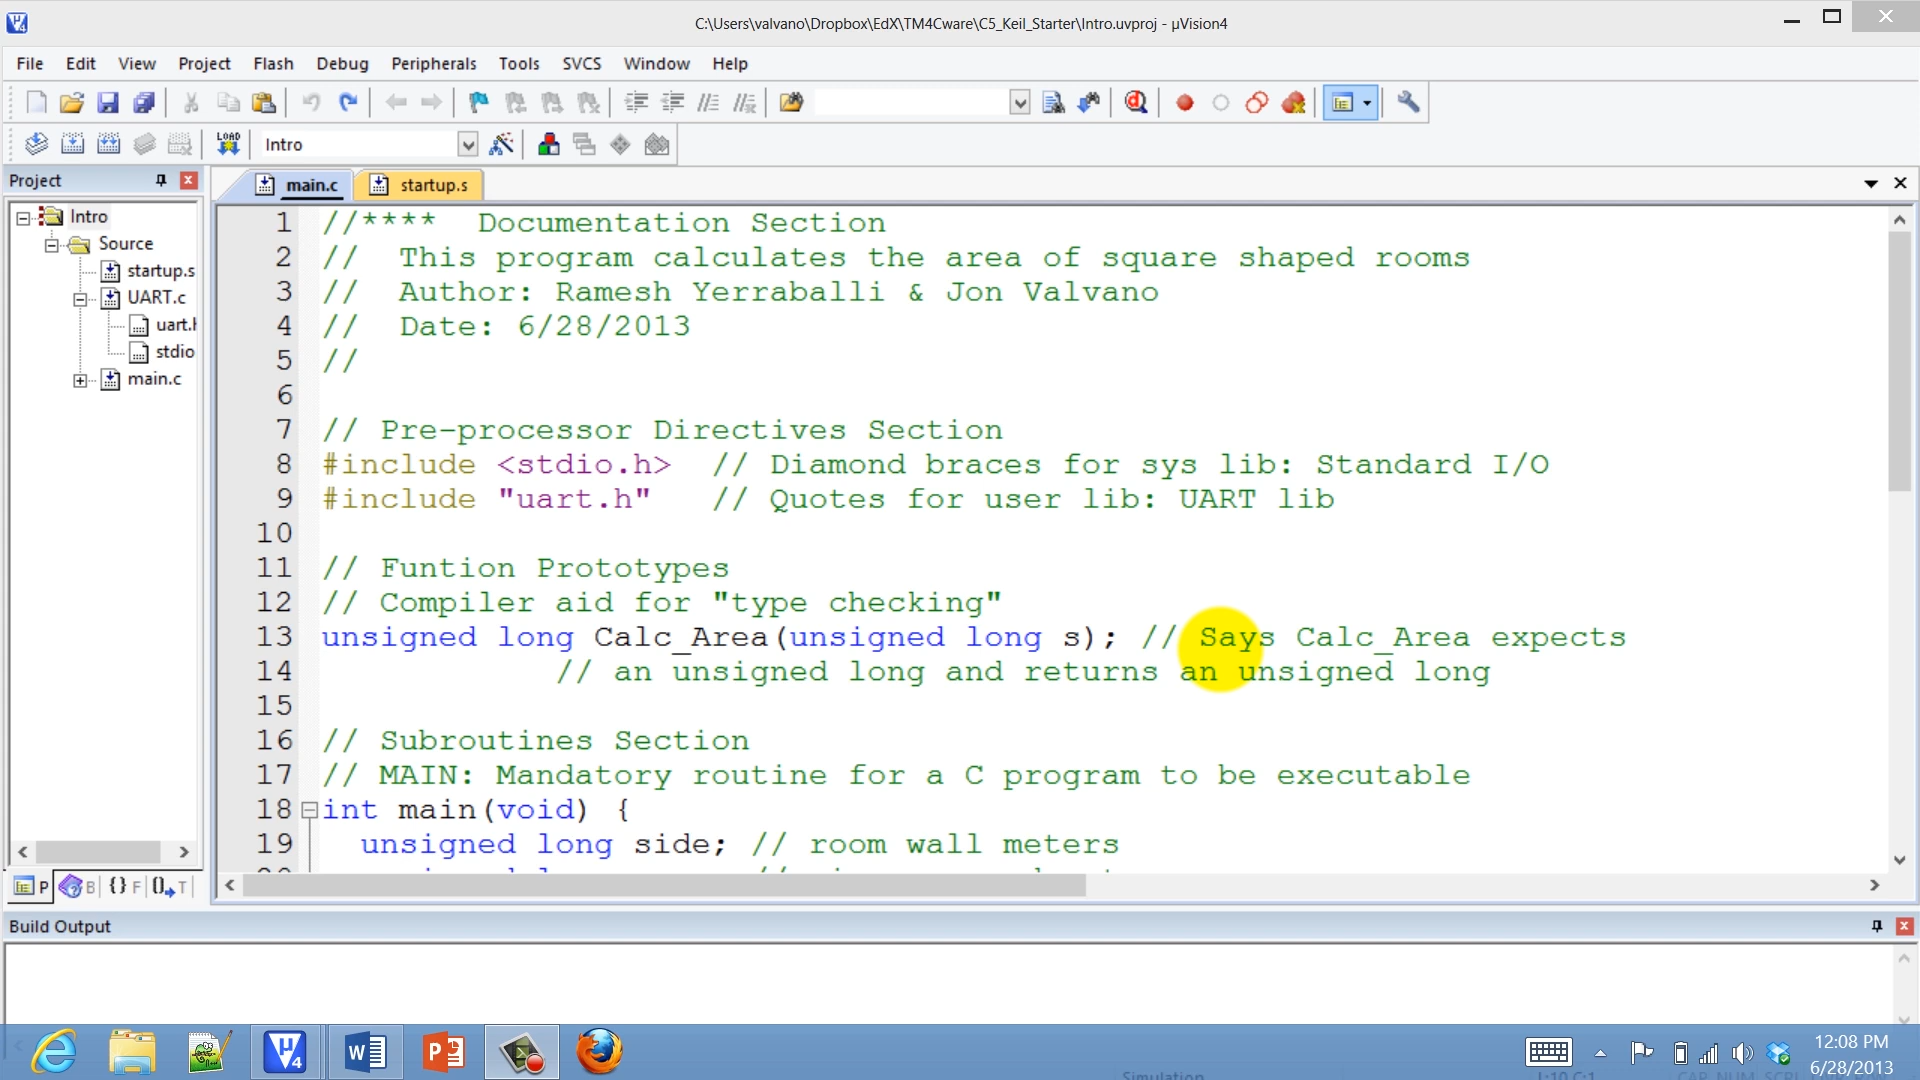 C:\Users\valvano\Dropbox\EdX\TM4Cware\C5_Keil_Starter\Intro.uvproj - µVision4
File Edit View Project Flash Debug Peripherals Tools SVCS Window Help
LOAD Intro
Project
main.c startup.s
Intro
Source
startup.s
UART.c
uart.h
stdio
main.c
P B {} F T
1 //**** Documentation Section
2 // This program calculates the area of square shaped rooms
3 // Author: Ramesh Yerraballi & Jon Valvano
4 // Date: 6/28/2013
5 //
6
7 // Pre-processor Directives Section
8 #include <stdio.h> // Diamond braces for sys lib: Standard I/O
9 #include "uart.h" // Quotes for user lib: UART lib
10
11 // Funtion Prototypes
12 // Compiler aid for "type checking"
13 unsigned long Calc_Area(unsigned long s); // Says Calc_Area expects
14 // an unsigned long and returns an unsigned long
15
16 // Subroutines Section
17 // MAIN: Mandatory routine for a C program to be executable
18 int main(void) {
19 unsigned long side; // room wall meters
Build Output
12:08 PM
6/28/2013